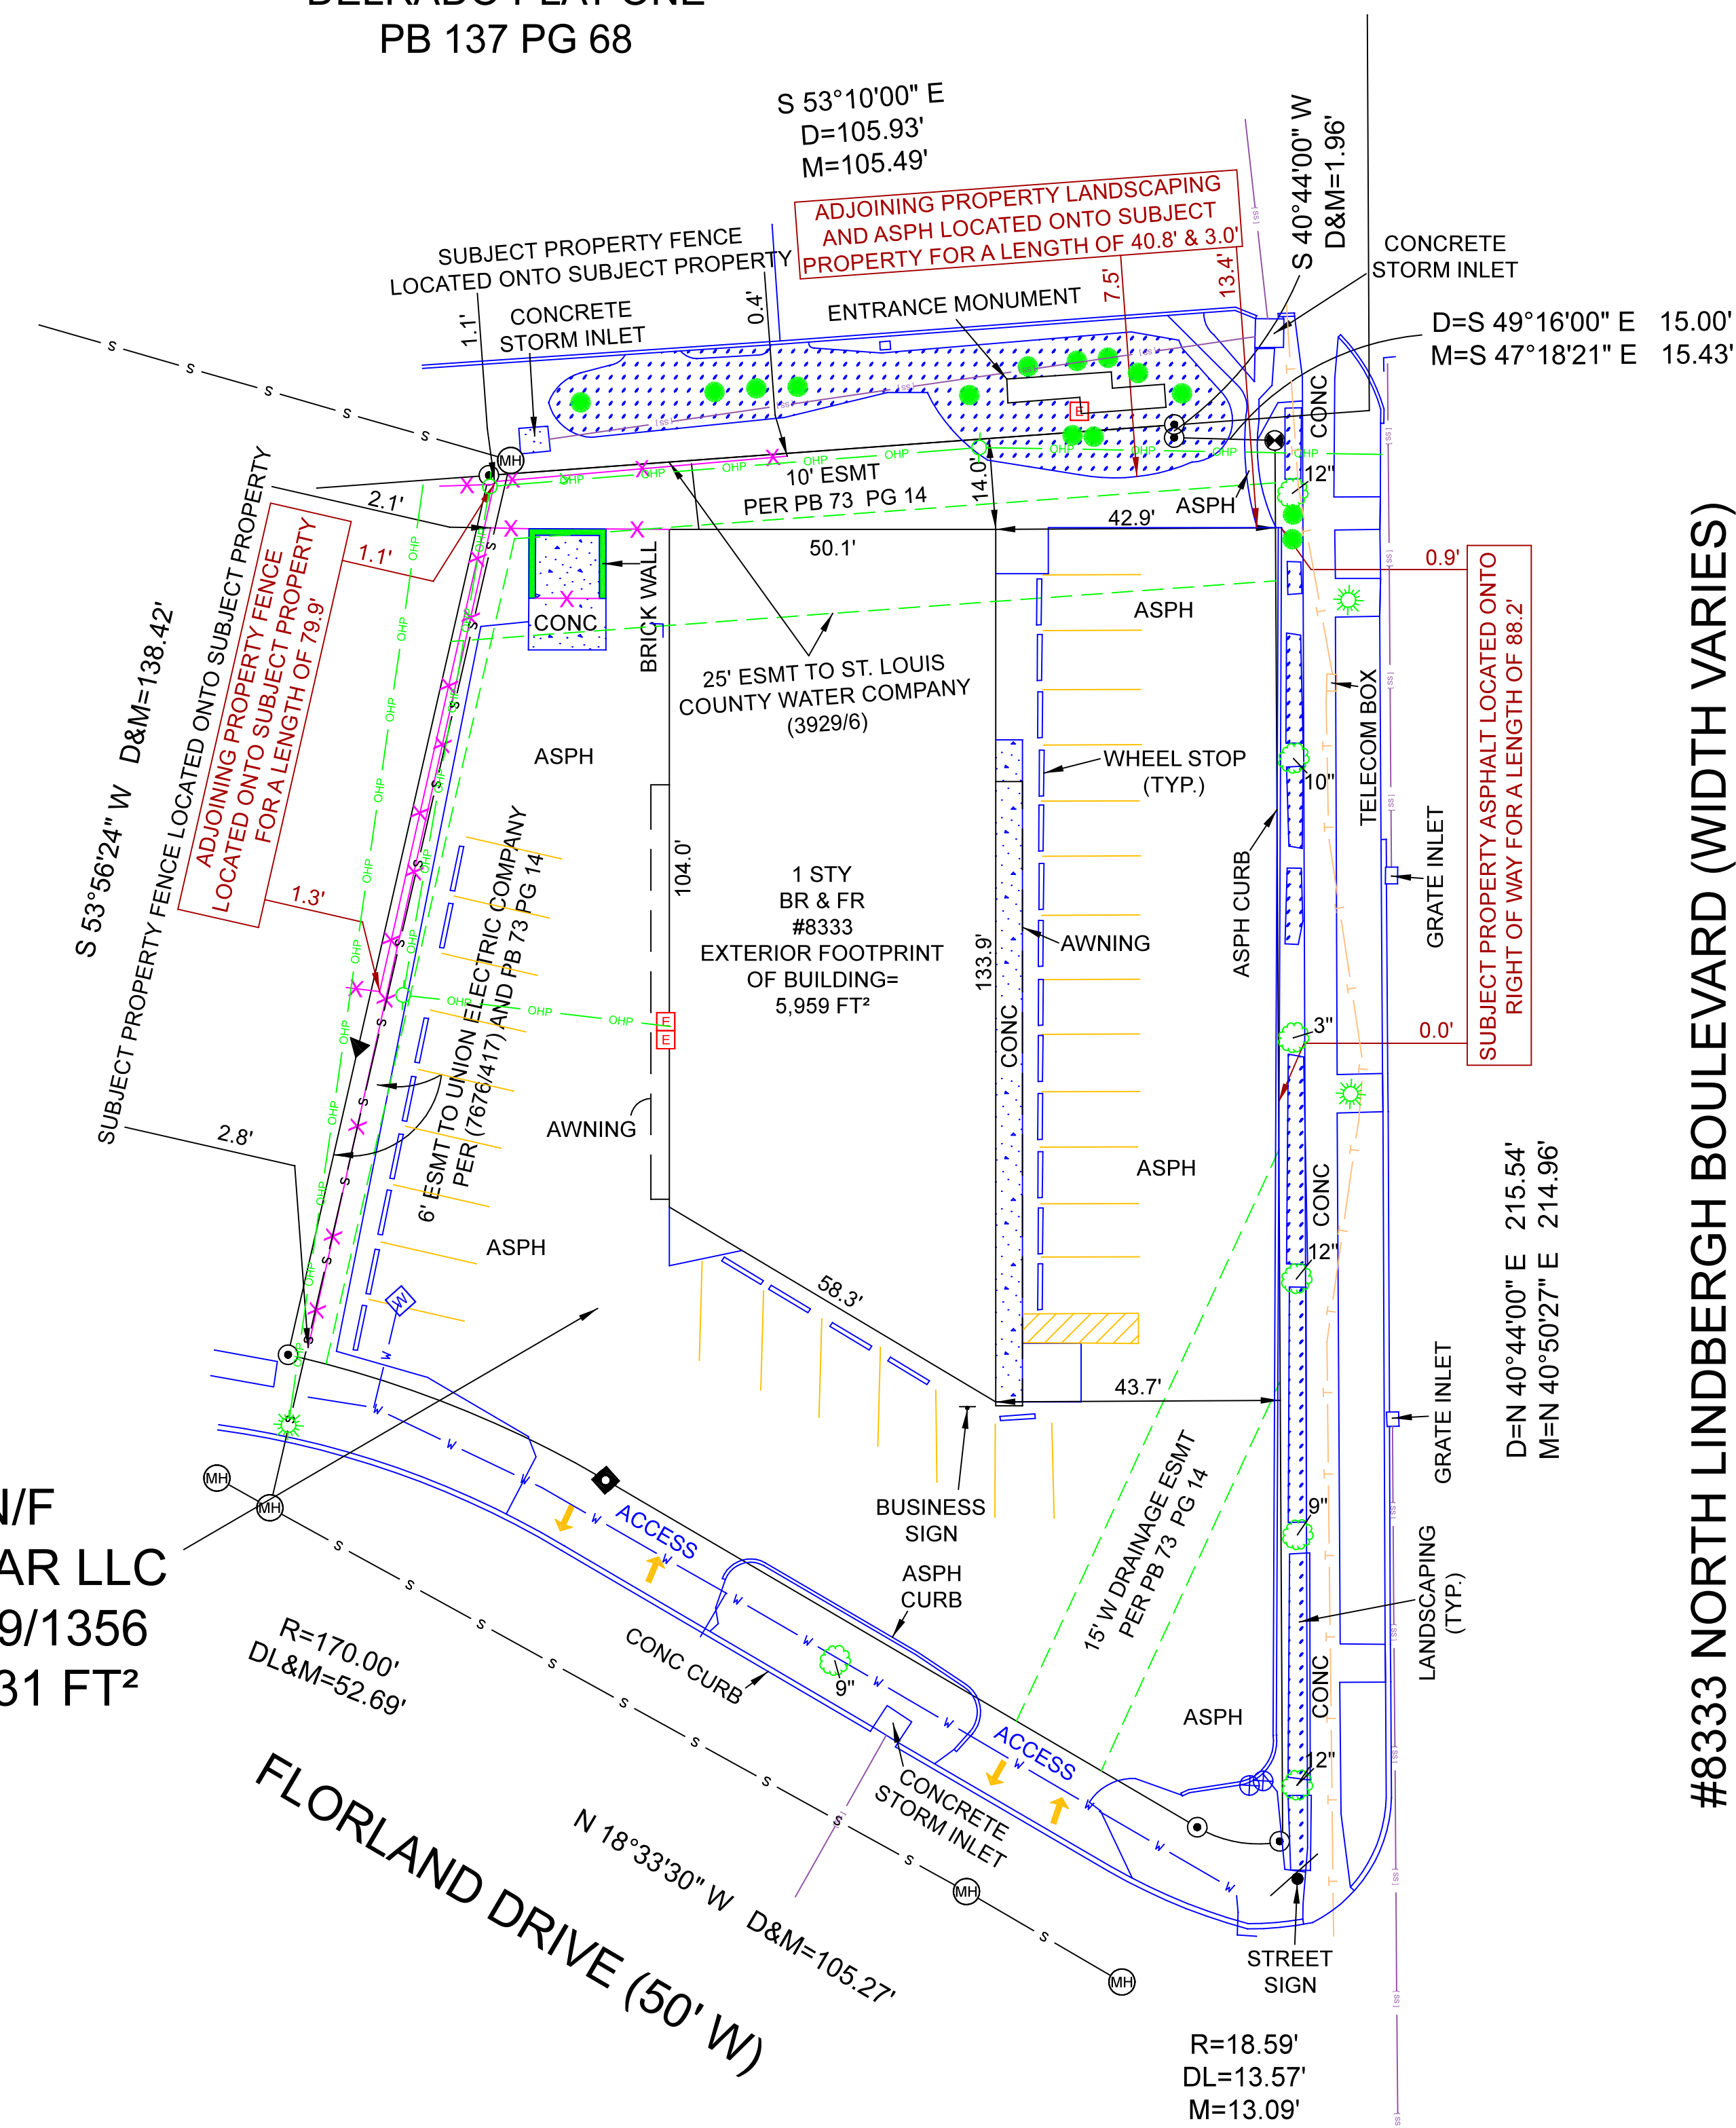 PB 137 PG 68
S 53°10'00" E
D=105.93'
M=105.49'
S 40°44'00" W
D&M=1.96'
ADJOINING PROPERTY LANDSCAPING
AND ASPH LOCATED ONTO SUBJECT
PROPERTY FOR A LENGTH OF 40.8' & 3.0'
SUBJECT PROPERTY FENCE
LOCATED ONTO SUBJECT PROPERTY
CONCRETE
STORM INLET
D=S 49°16'00" E 15.00'
M=S 47°18'21" E 15.43'
1.1'
CONCRETE
STORM INLET
0.4'
ENTRANCE MONUMENT
7.5'
13.4'
E
CONC
MH
10' ESMT
PER PB 73 PG 14
14.0'
ASPH
12"
2.1'
42.9'
50.1'
BRICK WALL
CONC
0.9'
SUBJECT PROPERTY ASPHALT LOCATED ONTO
RIGHT OF WAY FOR A LENGTH OF 88.2'
0.0'
1.1'
ADJOINING PROPERTY FENCE
LOCATED ONTO SUBJECT PROPERTY
FOR A LENGTH OF 79.9'
1.3'
S 53°56'24" W D&M=138.42'
SUBJECT PROPERTY FENCE LOCATED ONTO SUBJECT PROPERTY
2.8'
ASPH
25' ESMT TO ST. LOUIS
COUNTY WATER COMPANY
(3929/6)
ASPH
WHEEL STOP
(TYP.)
TELECOM BOX
10"
ASPH CURB
GRATE INLET
104.0'
1 STY
BR & FR
#8333
EXTERIOR FOOTPRINT
OF BUILDING=
5,959 FT²
133.9'
AWNING
CONC
E
E
OHP
OHP
OHP
3"
6' ESMT TO UNION ELECTRIC COMPANY
PER (7676/417) AND PB 73 PG 14
AWNING
ASPH
ASPH
CONC
12"
D=N 40°44'00" E 215.54'
M=N 40°50'27" E 214.96'
#8333 NORTH LINDBERGH BOULEVARD (WIDTH VARIES)
W
58.3'
43.7'
GRATE INLET
MH
MH
N/F
AR LLC
9/1356
31 FT²
BUSINESS
SIGN
15' W DRAINAGE ESMT
PER PB 73 PG 14
9"
LANDSCAPING
(TYP.)
ACCESS
ASPH
CURB
R=170.00'
DL&M=52.69'
CONC CURB
9"
ASPH
CONC
ACCESS
12"
CONCRETE
STORM INLET
FLORLAND DRIVE (50' W)
N 18°33'30" W D&M=105.27'
MH
MH
STREET
SIGN
R=18.59'
DL=13.57'
M=13.09'